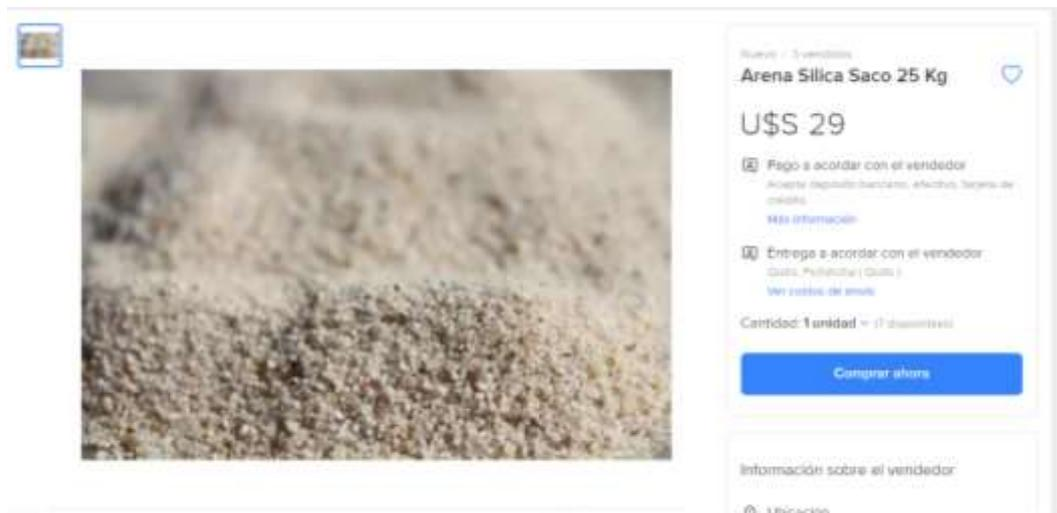 Nuevo - 3 vendidos
Arena Silica Saco 25 Kg
U$S 29
Pago a acordar con el vendedor
Acepta depósito bancario, efectivo, tarjeta de
crédito.
Más información
Entrega a acordar con el vendedor
Quito, Pichincha ( Quito )
Ver costos de envío
Cantidad: 1 unidad (7 disponibles)
Comprar ahora
Información sobre el vendedor
Ubicación